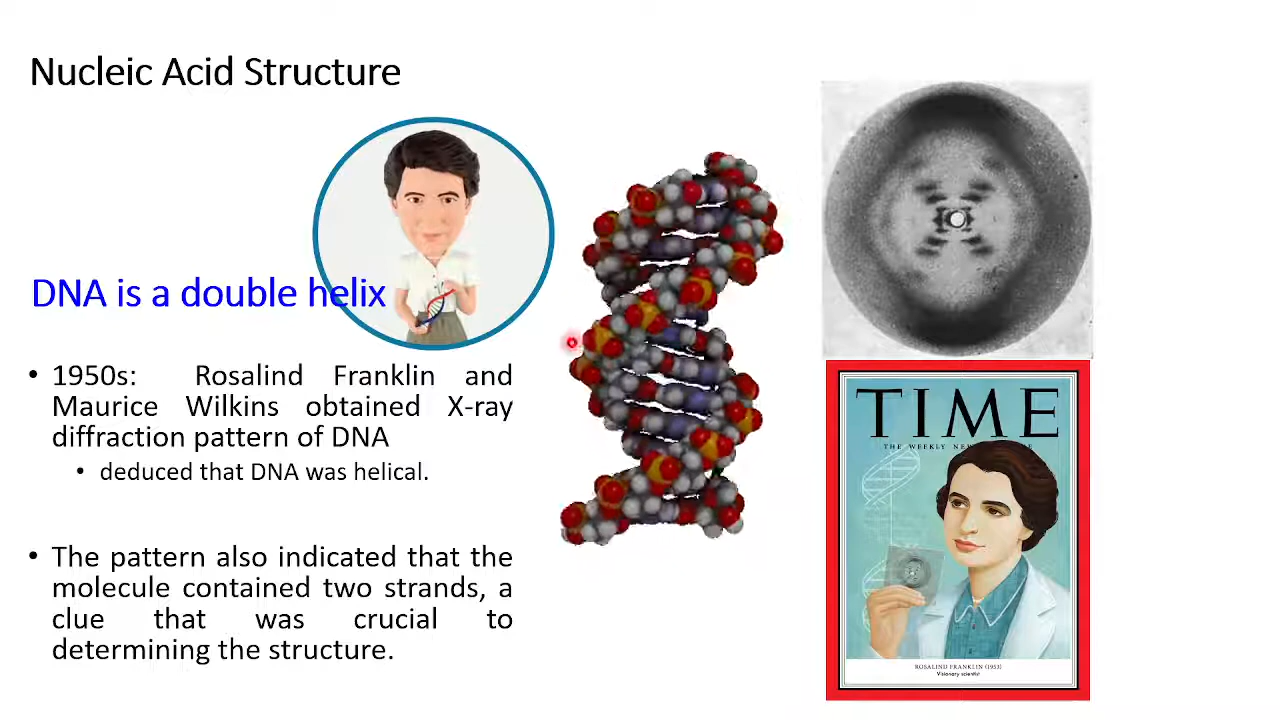 Nucleic Acid Structure
DNA is a double helix
• 1950s: Rosalind Franklin and
Maurice Wilkins obtained X-ray
diffraction pattern of DNA
• deduced that DNA was helical.
• The pattern also indicated that the
molecule contained two strands, a
clue that was crucial to
determining the structure.
TIME
THE WEEKLY
ROSALIND FRANKLIN (1953)
Visionary scientist